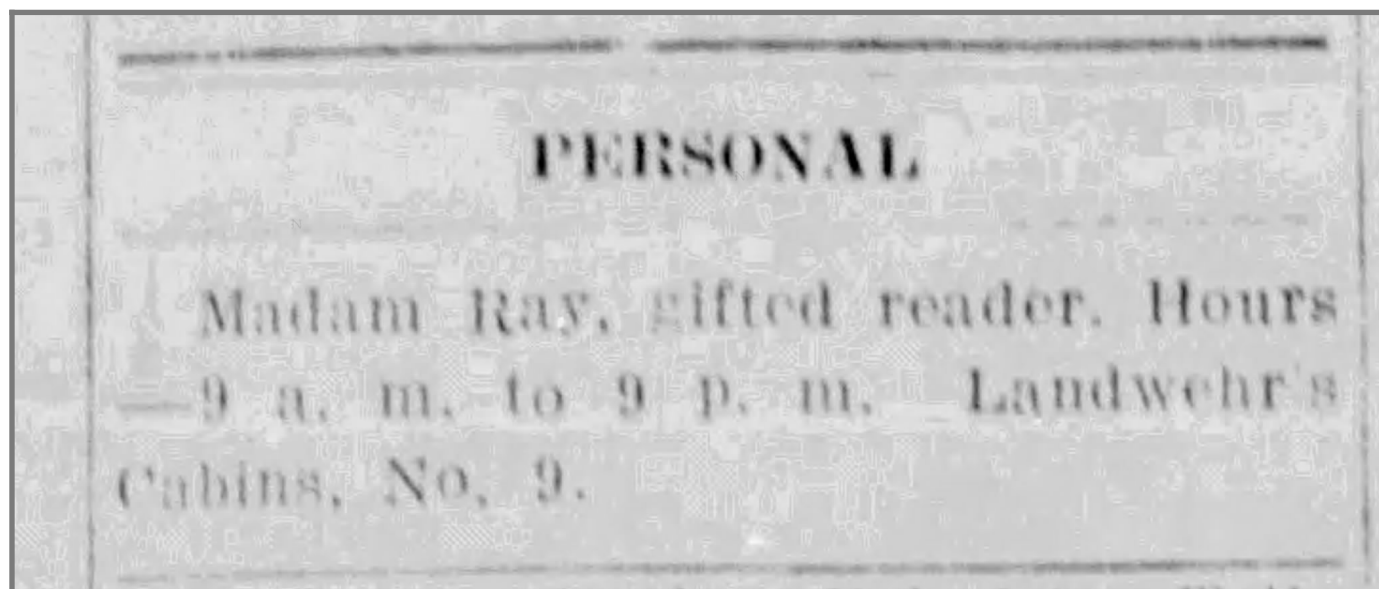 PERSONAL
Madam Ray, gifted reader. Hours
—9 a. m. to 9 p. m. Landwehr's
Cabins, No. 9.